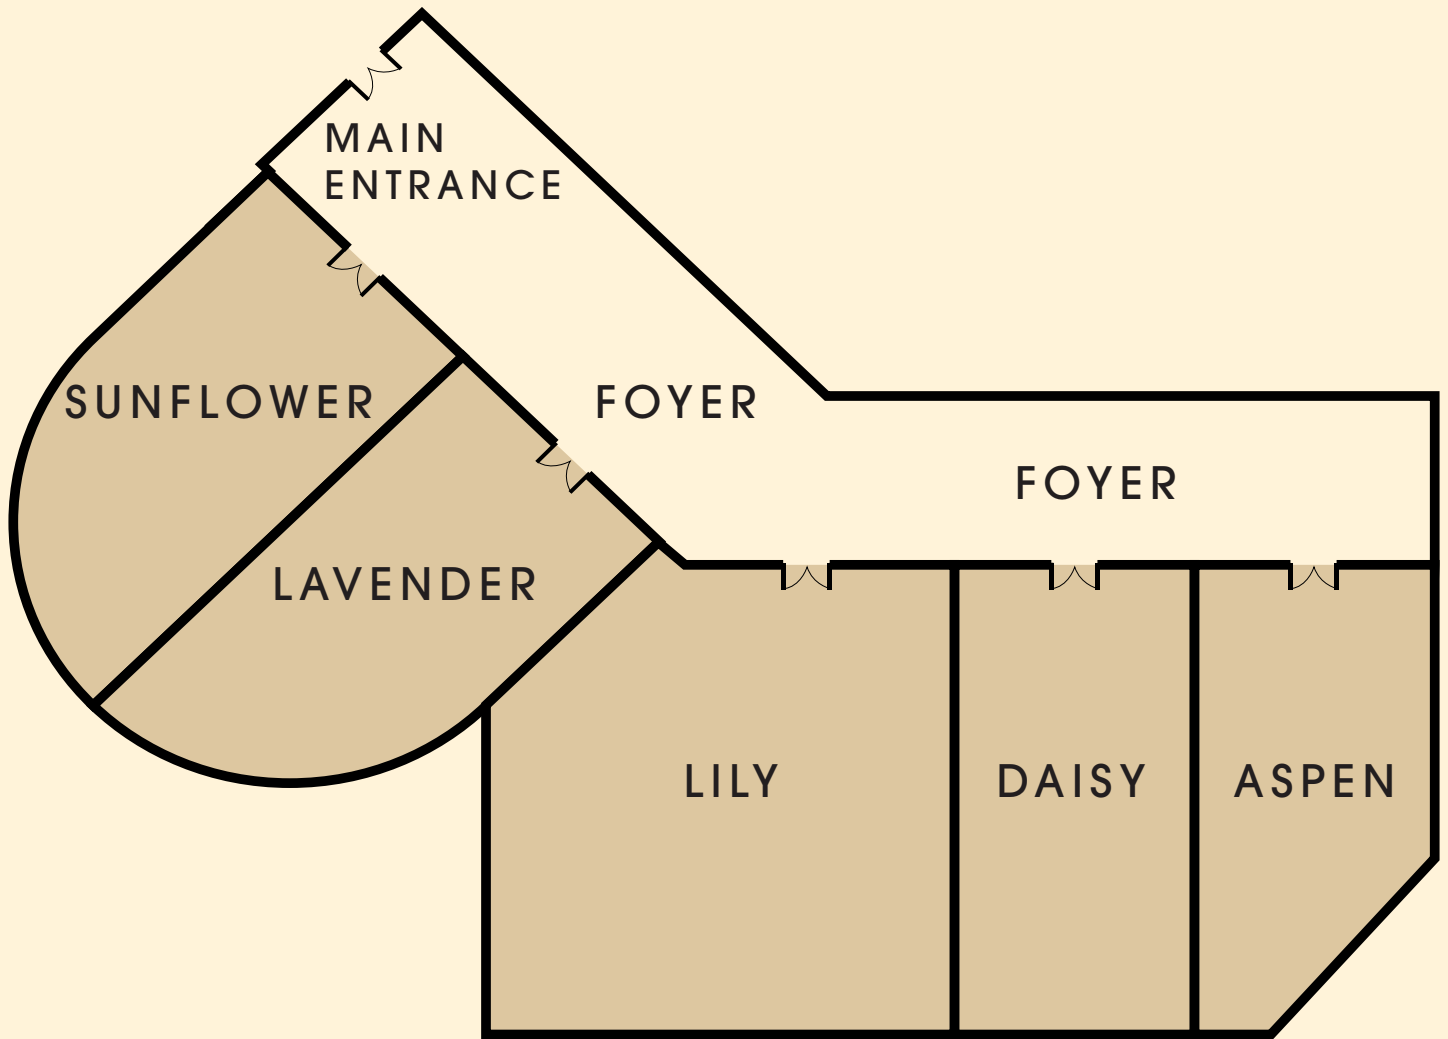 MAIN
ENTRANCE
SUNFLOWER
FOYER
FOYER
LAVENDER
LILY
DAISY
ASPEN